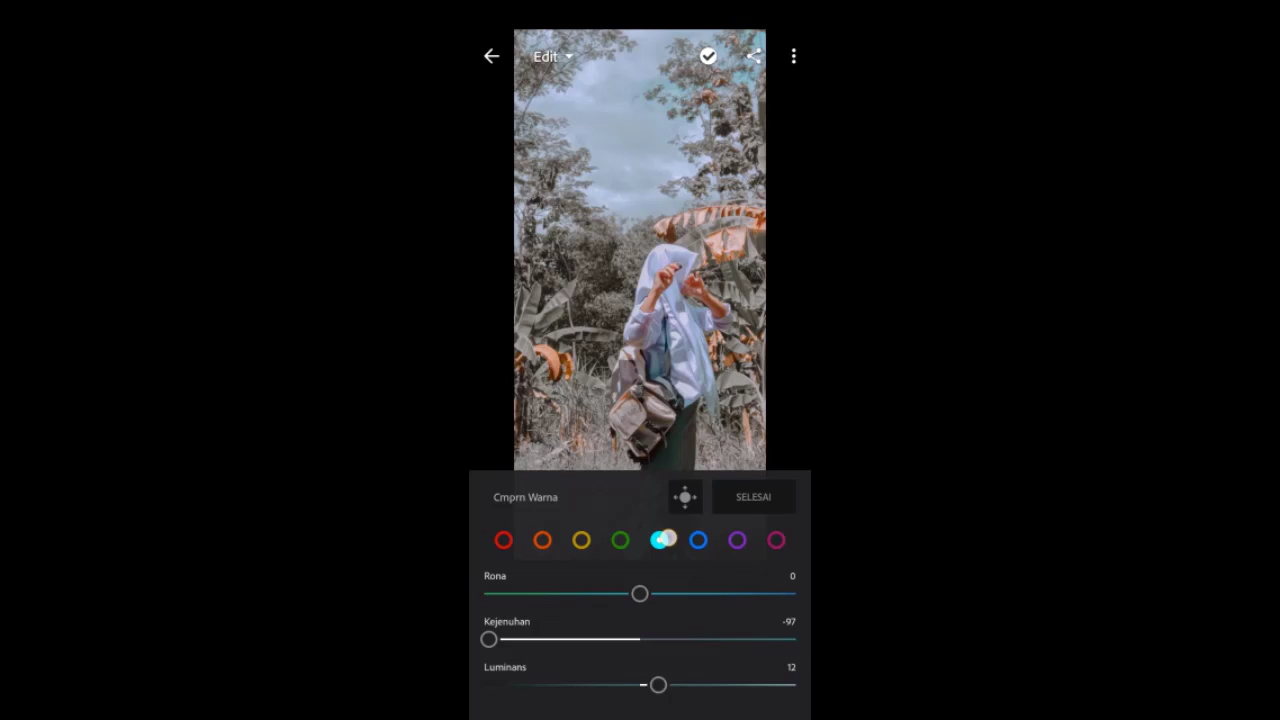 Edit
Cmprn Warna
SELESAI
Rona 0
Kejenuhan -97
Luminans 12